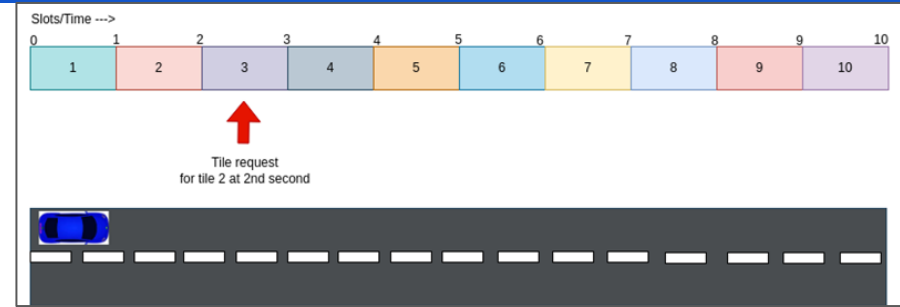 Slots/Time --->
0 1 2 3 4 5 6 7 8 9 10
1 2 3 4 5 6 7 8 9 10
Tile request
for tile 2 at 2nd second